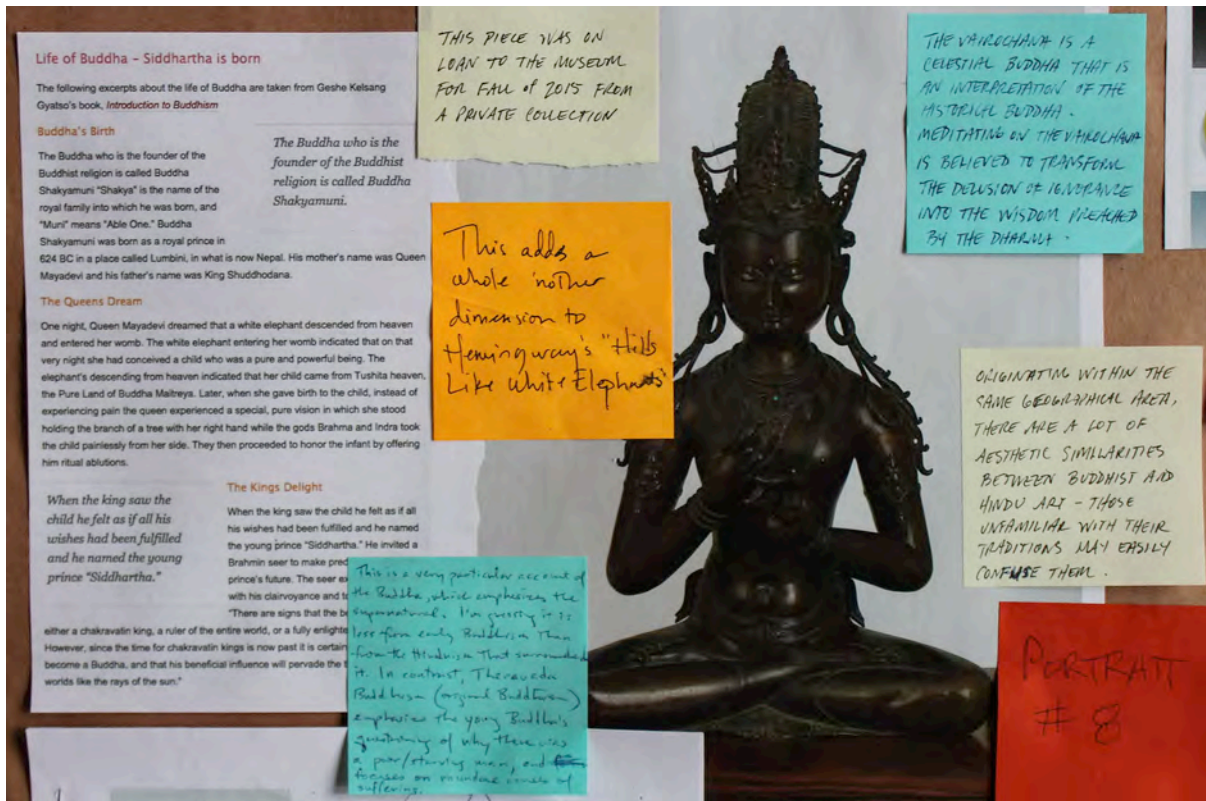 Life of Buddha – Siddhartha is born
The following excerpts about the life of Buddha are taken from Geshe Kelsang
Gyatso's book, Introduction to Buddhism
Buddha's Birth
The Buddha who is the founder of the
Buddhist religion is called Buddha
Shakyamuni "Shakya" is the name of the
royal family into which he was born, and
"Muni" means "Able One." Buddha
Shakyamuni was born as a royal prince in
624 BC in a place called Lumbini, in what is now Nepal. His mother's name was Queen
Mayadevi and his father's name was King Shuddhodana.
The Buddha who is the
founder of the Buddhist
religion is called Buddha
Shakyamuni.
The Queens Dream
One night, Queen Mayadevi dreamed that a white elephant descended from heaven
and entered her womb. The white elephant entering her womb indicated that on that
very night she had conceived a child who was a pure and powerful being. The
elephant's descending from heaven indicated that her child came from Tushita heaven,
the Pure Land of Buddha Maitreya. Later, when she gave birth to the child, instead of
experiencing pain the queen experienced a special, pure vision in which she stood
holding the branch of a tree with her right hand while the gods Brahma and Indra took
the child painlessly from her side. They then proceeded to honor the infant by offering
him ritual ablutions.
When the king saw the
child he felt as if all his
wishes had been fulfilled
and he named the young
prince "Siddhartha."
The Kings Delight
When the king saw the child he felt as if all
his wishes had been fulfilled and he named
the young prince "Siddhartha." He invited a
Brahmin seer to make pred
prince's future. The seer ex
with his clairvoyance and to
"There are signs that the bo
either a chakravatin king, a ruler of the entire world, or a fully enlighte
However, since the time for chakravatin kings is now past it is certain
become a Buddha, and that his beneficial influence will pervade the t
worlds like the rays of the sun."
THIS PIECE WAS ON
LOAN TO THE MUSEUM
FOR FALL of 2015 FROM
A PRIVATE COLLECTION
This adds a
whole 'nother
dimension to
Hemingway's "Hills
Like White Elephants"
This is a very particular account of
the Buddha, which emphasizes the
supernatural. I'm guessing it is
less from early Buddhism than
from the Hinduism that surrounded
it. In contrast, Theravada
Buddhism (original Buddhism)
emphasizes the young Buddha's
questioning of why there was
a poor/starving man, and
focuses on mundane causes of
suffering.
THE VAIROCHANA IS A
CELESTIAL BUDDHA THAT IS
AN INTERPRETATION OF THE
HISTORICAL BUDDHA.
MEDITATING ON THE VAIROCHANA
IS BELIEVED TO TRANSFORM
THE DELUSION OF IGNORANCE
INTO THE WISDOM PREACHED
BY THE DHARMA.
ORIGINATING WITHIN THE
SAME GEOGRAPHICAL AREA,
THERE ARE A LOT OF
AESTHETIC SIMILARITIES
BETWEEN BUDDHIST AND
HINDU ART – THOSE
UNFAMILIAR WITH THEIR
TRADITIONS MAY EASILY
CONFUSE THEM.
PORTRAIT
# 8